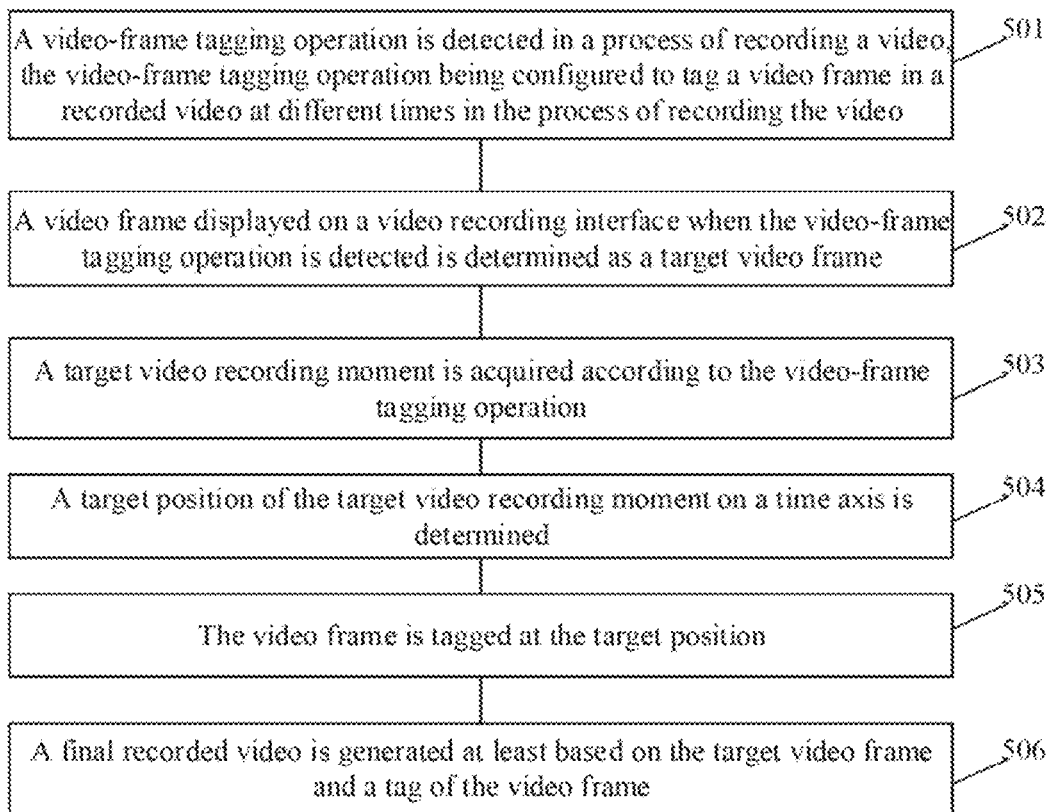 A video-frame tagging operation is detected in a process of recording a video,
the video-frame tagging operation being configured to tag a video frame in a
recorded video at different times in the process of recording the video
501
A video frame displayed on a video recording interface when the video-frame
tagging operation is detected is determined as a target video frame
502
A target video recording moment is acquired according to the video-frame
tagging operation
503
A target position of the target video recording moment on a time axis is
determined
504
The video frame is tagged at the target position
505
A final recorded video is generated at least based on the target video frame
and a tag of the video frame
506